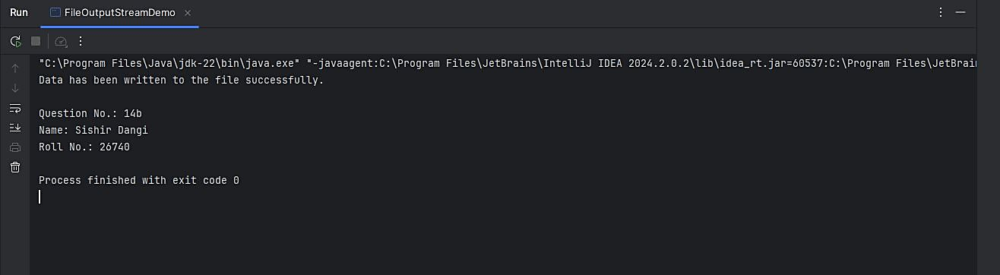 Run FileOutputStreamDemo
"C:\Program Files\Java\jdk-22\bin\java.exe" "-javaagent:C:\Program Files\JetBrains\IntelliJ IDEA 2024.2.0.2\lib\idea_rt.jar=60537:C:\Program Files\JetBrain
Data has been written to the file successfully.
Question No.: 14b
Name: Sishir Dangi
Roll No.: 26740
Process finished with exit code 0